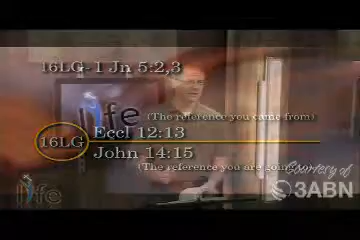 16LG-1 Jn 5:2,3
life
(The reference you came from)
Eccl 12:13
16LG
John 14:15
(The reference you are going
Courtesy of
3ABN
life